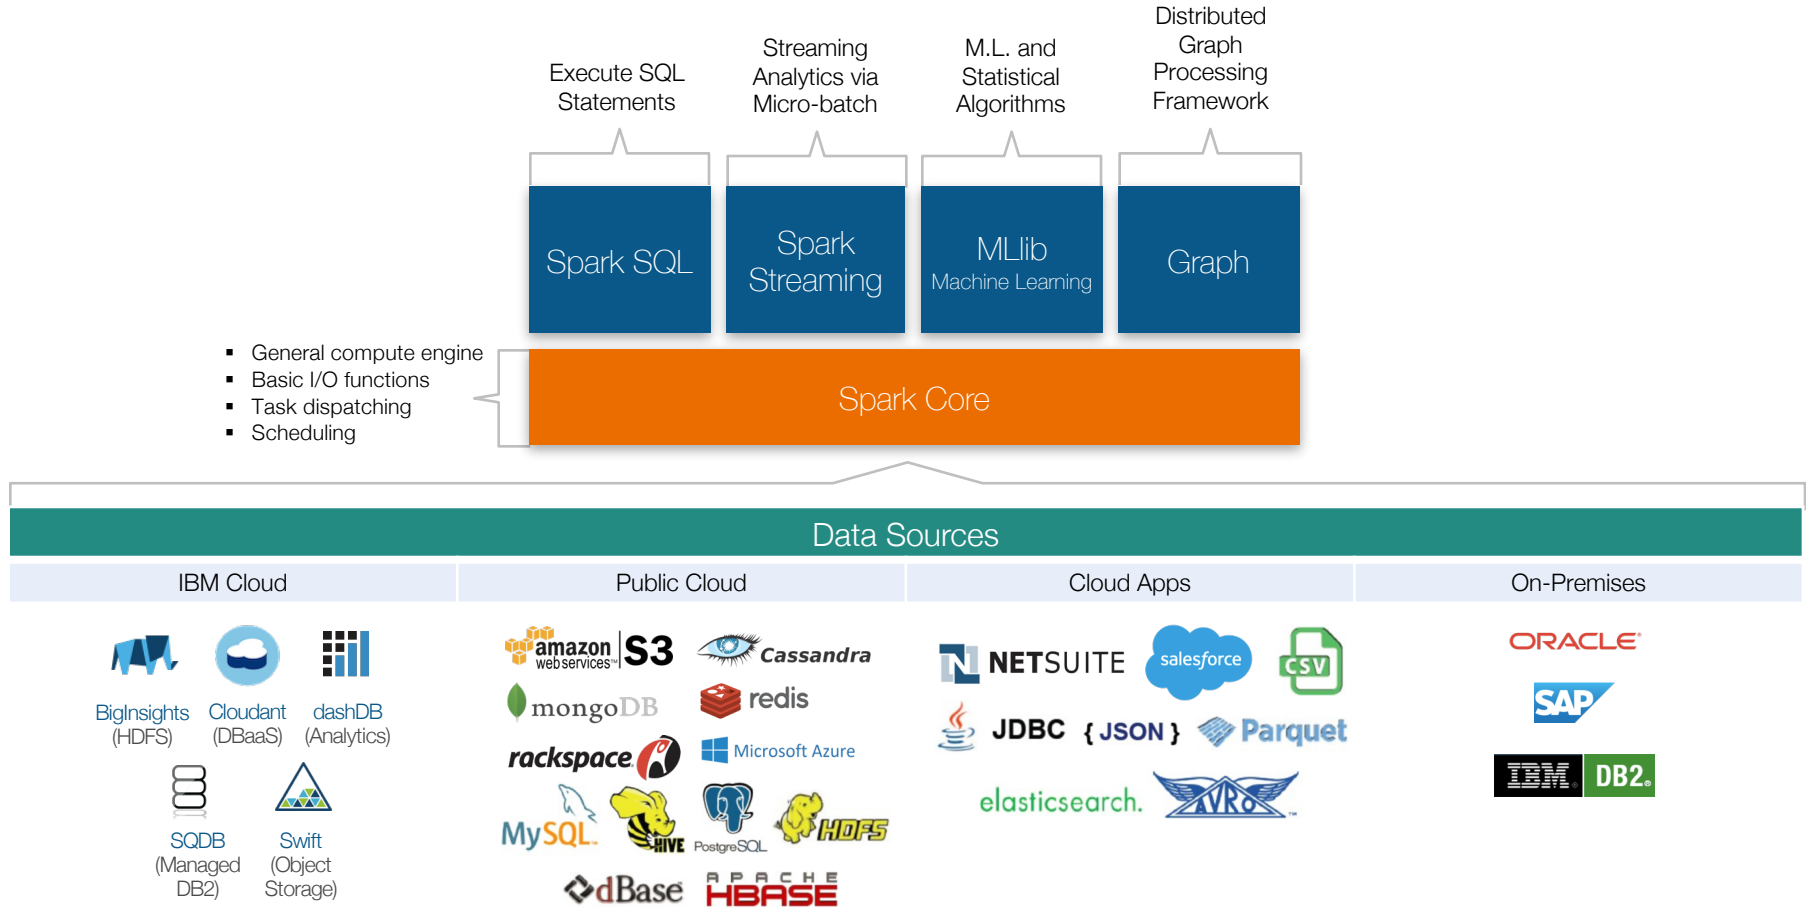 Execute SQL
Statements
Streaming
Analytics via
Micro-batch
M.L. and
Statistical
Algorithms
Distributed
Graph
Processing
Framework
Spark SQL
Spark
Streaming
MLlib
Machine Learning
Graph
▪ General compute engine
▪ Basic I/O functions
▪ Task dispatching
▪ Scheduling
Spark Core
Data Sources
IBM Cloud
Public Cloud
Cloud Apps
On-Premises
BigInsights
(HDFS)
Cloudant
(DBaaS)
dashDB
(Analytics)
SQDB
(Managed
DB2)
Swift
(Object
Storage)
amazon
web services™
S3
Cassandra
mongoDB
redis
rackspace
Microsoft Azure
MySQL™
HIVE
PostgreSQL
HDFS
dBase
APACHE
HBASE
N NETSUITE
salesforce
CSV
JDBC
{JSON}
Parquet
elasticsearch.
AVRO™
ORACLE®
SAP
IBM® DB2®